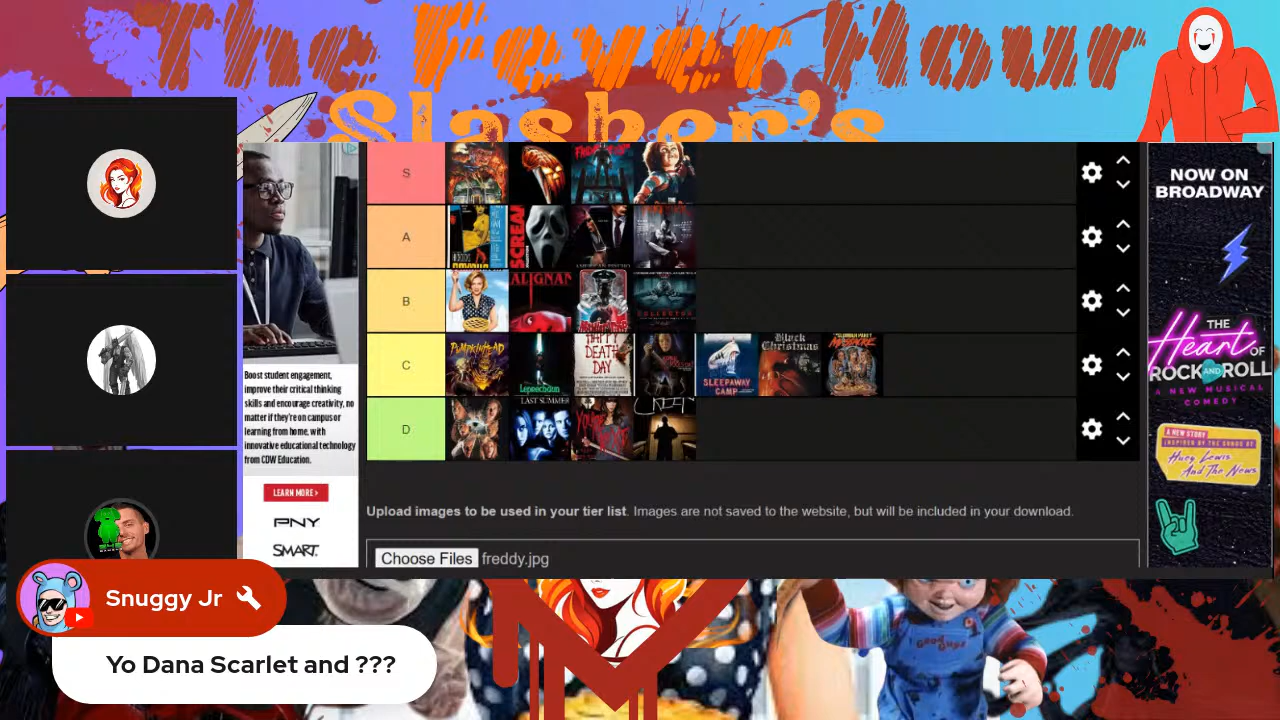 The Fever Hour
Slasher's
S
A
B
C
D
SCREAM
MALIGNAN
COLLECTOR
PUMPKINHEAD
Leprechaun
HAPPY
DEATH
DAY
SLEEPAWAY
CAMP
Black
Christmas
MASSACRE
LAST SUMMER
Boost student engagement,
improve their critical thinking
skills and encourage creativity, no
matter if they're on campus or
learning from home, with
innovative educational technology
from CDW Education.
LEARN MORE >
PNY
SMART
Upload images to be used in your tier list. Images are not saved to the website, but will be included in your download.
Choose Files freddy.jpg
NOW ON
BROADWAY
THE
Heart OF
ROCK AND ROLL
A NEW MUSICAL
COMEDY
A NEW STORY
INSPIRED BY THE SONGS OF
Huey Lewis
And The News
Snuggy Jr
Yo Dana Scarlet and ???
GOOD GUYS